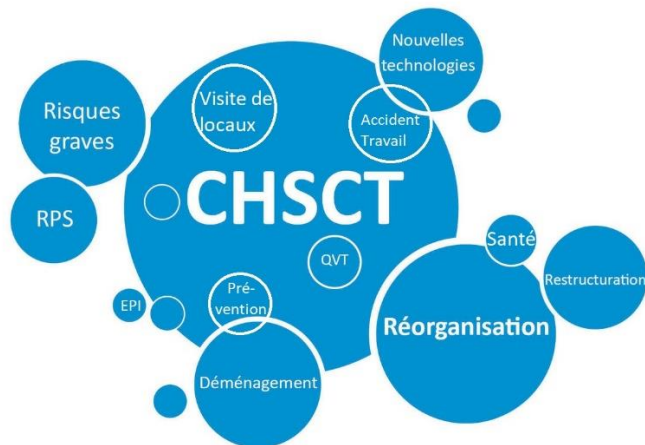 Nouvelles
technologies
Risques
graves
Visite de
locaux
Accident
Travail
CHSCT
RPS
QVT
Santé
Restructuration
EPI
Pré-
vention
Réorganisation
Déménagement